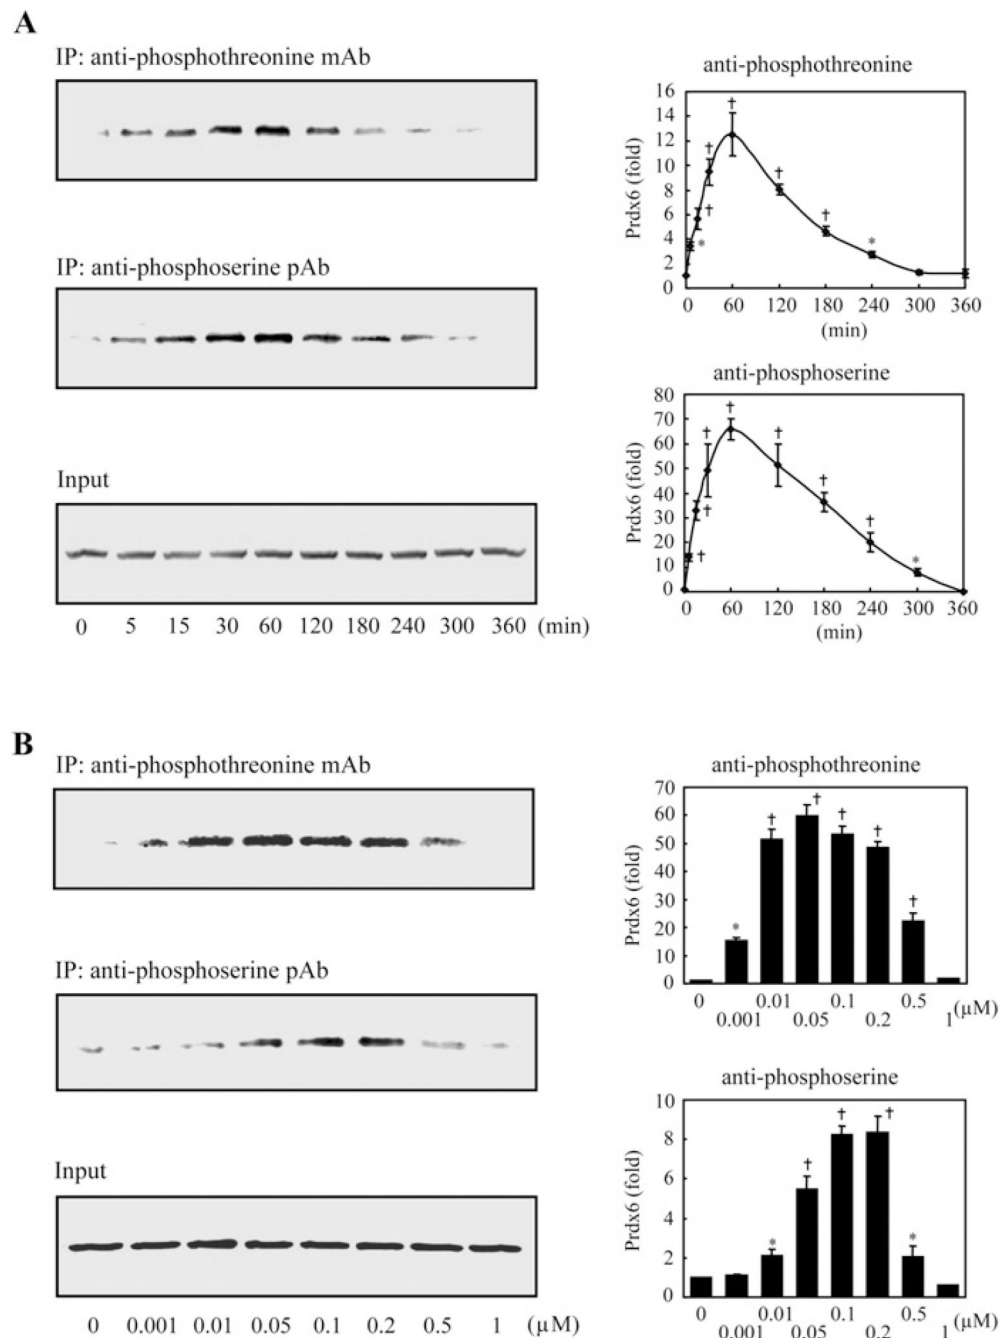 A
IP: anti-phosphothreonine mAb
IP: anti-phosphoserine pAb
Input
0 5 15 30 60 120 180 240 300 360 (min)
anti-phosphothreonine
Prdx6 (fold)
16
14
12
10
8
6
4
2
0
† † † † † * *
0 60 120 180 240 300 360
(min)
anti-phosphoserine
Prdx6 (fold)
80
70
60
50
40
30
20
10
0
† † † † † † † *
0 60 120 180 240 300 360
(min)
B
IP: anti-phosphothreonine mAb
IP: anti-phosphoserine pAb
Input
0 0.001 0.01 0.05 0.1 0.2 0.5 1 (µM)
anti-phosphothreonine
Prdx6 (fold)
70
60
50
40
30
20
10
0
* † † † † †
0 0.01 0.1 0.5 (µM)
0.001 0.05 0.2 1
anti-phosphoserine
Prdx6 (fold)
10
8
6
4
2
0
* † † † *
0 0.01 0.1 0.5 (µM)
0.001 0.05 0.2 1